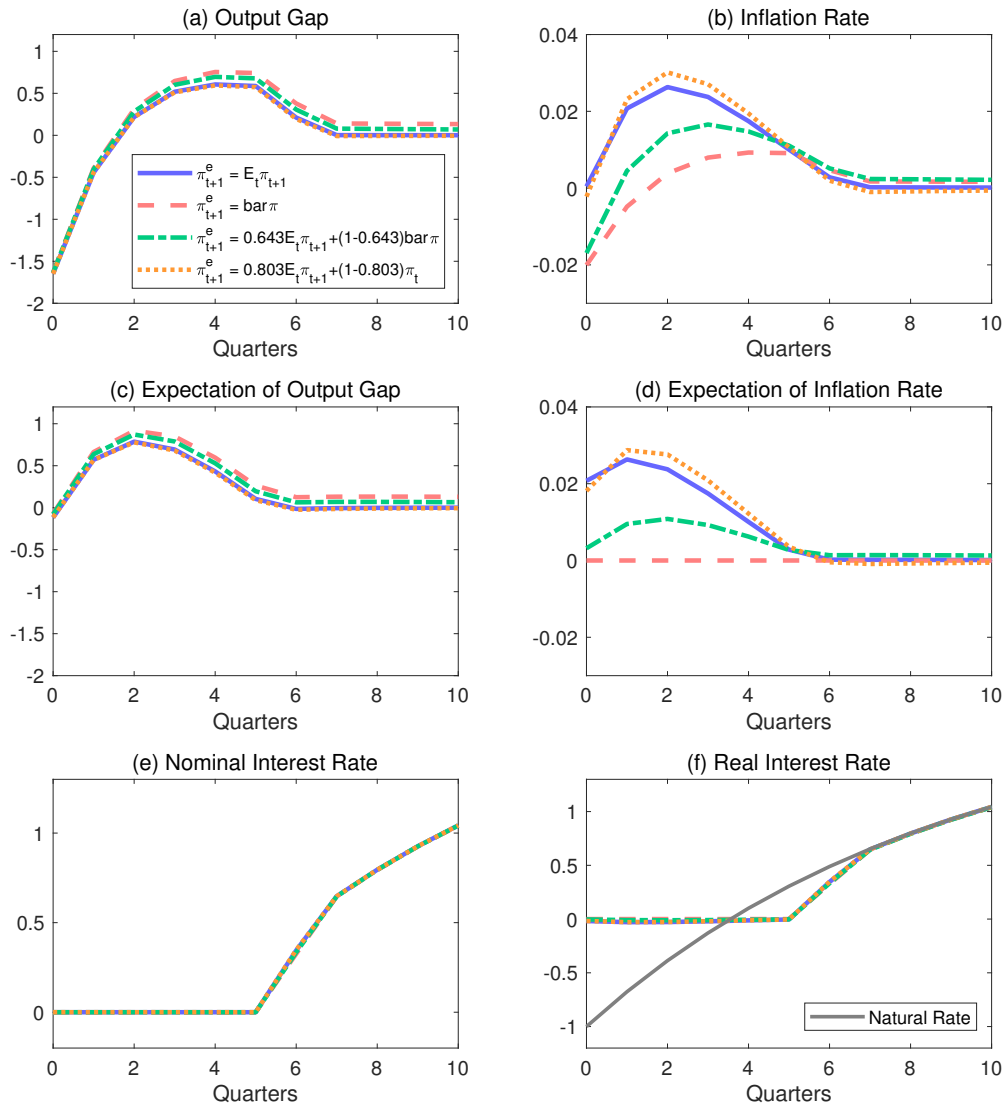 (a) Output Gap
1
0.5
0
-0.5
-1
-1.5
-2
0 2 4 6 8 10
Quarters
π^e_{t+1} = E_tπ_{t+1}
π^e_{t+1} = barπ
π^e_{t+1} = 0.643E_tπ_{t+1}+(1-0.643)barπ
π^e_{t+1} = 0.803E_tπ_{t+1}+(1-0.803)π_t
(b) Inflation Rate
0.04
0.02
0
-0.02
0 2 4 6 8 10
Quarters
(c) Expectation of Output Gap
1
0.5
0
-0.5
-1
-1.5
-2
0 2 4 6 8 10
Quarters
(d) Expectation of Inflation Rate
0.04
0.02
0
-0.02
0 2 4 6 8 10
Quarters
(e) Nominal Interest Rate
1
0.5
0
0 2 4 6 8 10
Quarters
(f) Real Interest Rate
1
0.5
0
-0.5
-1
Natural Rate
0 2 4 6 8 10
Quarters